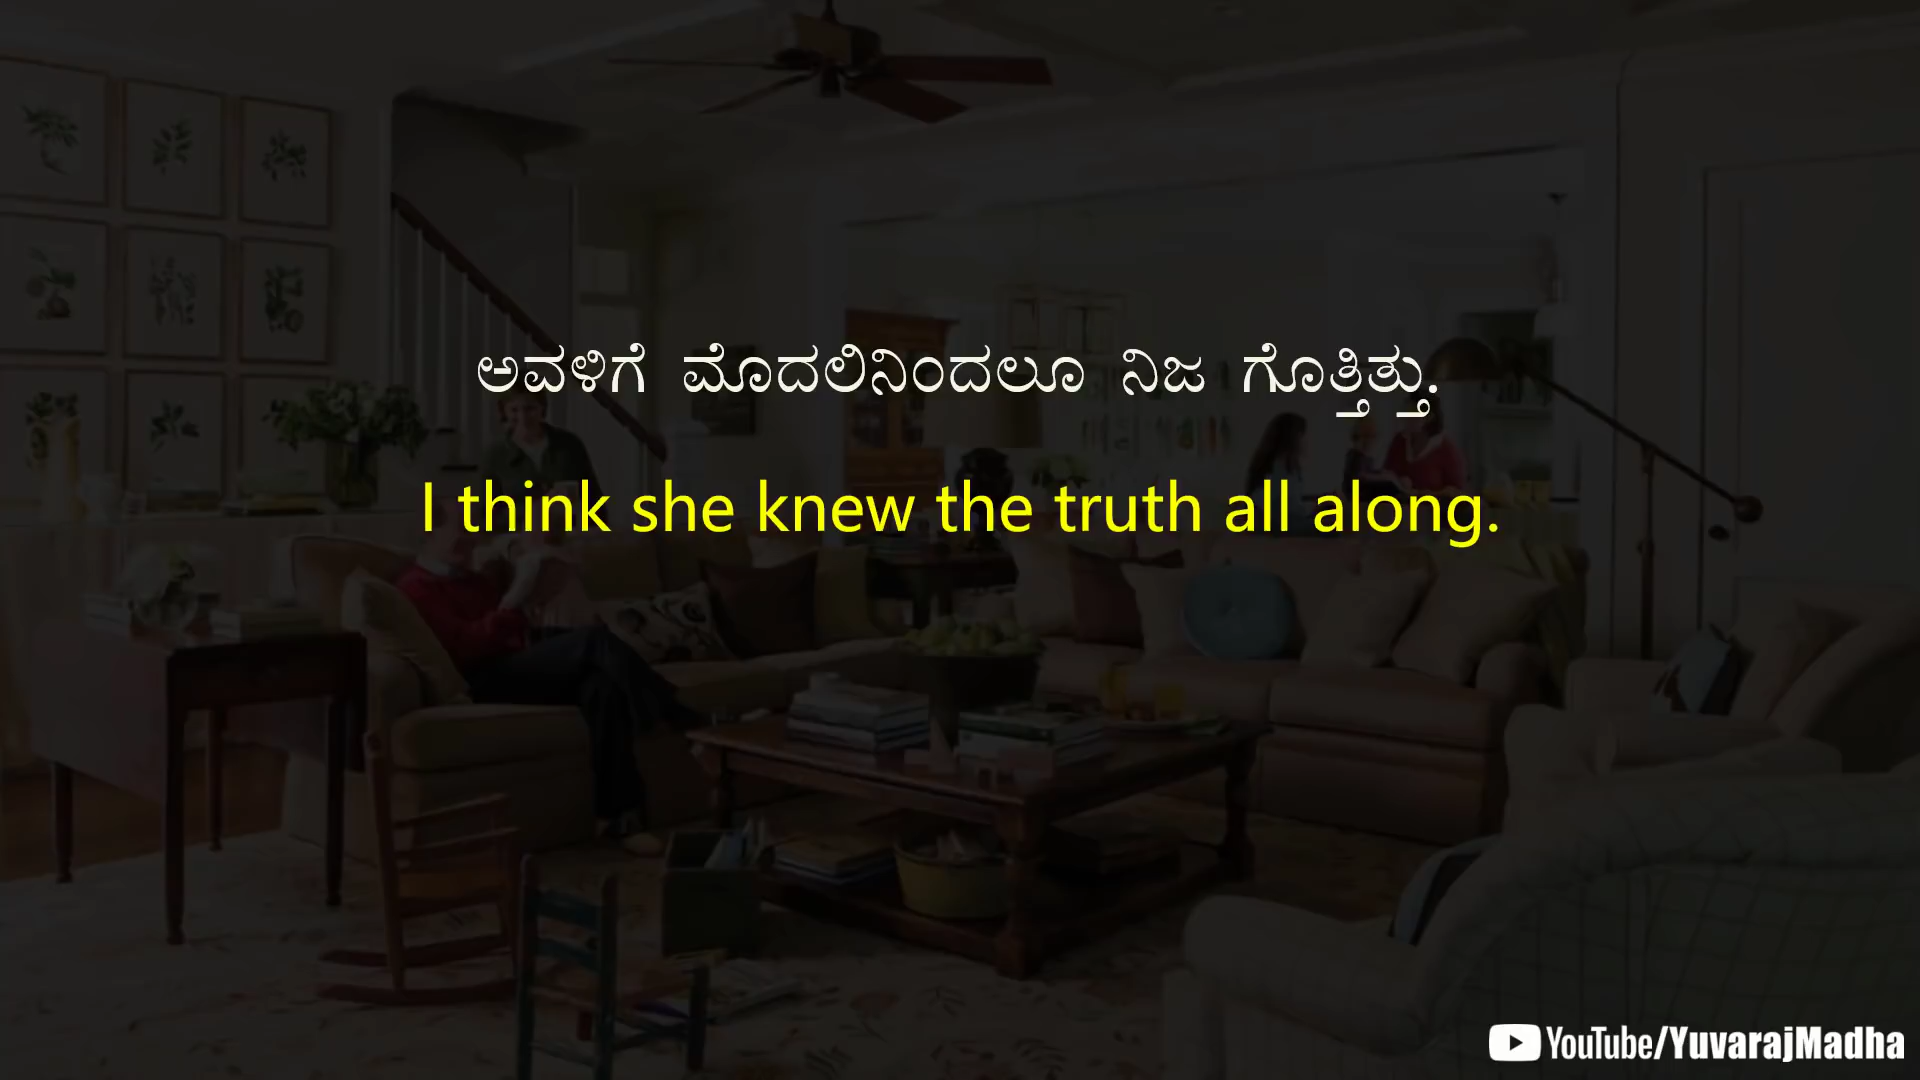 ಅವಳಿಗೆ ಮೊದಲಿನಿಂದಲೂ ನಿಜ ಗೊತ್ತಿತ್ತು.
I think she knew the truth all along.
YouTube/YuvarajMadha